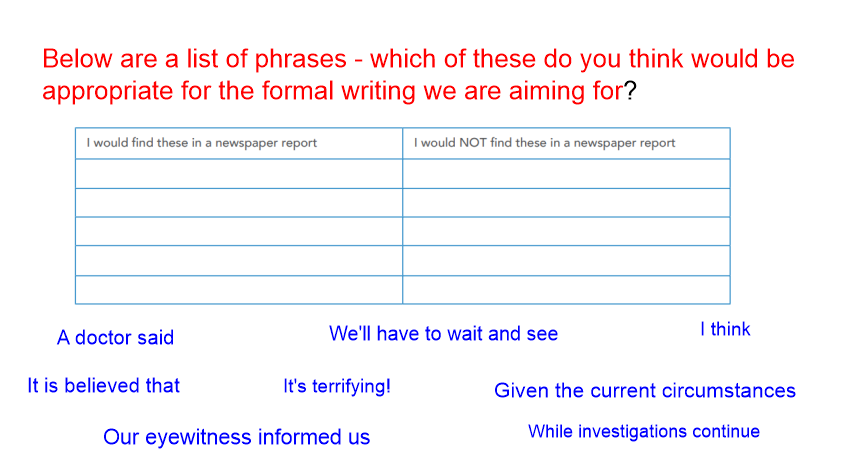 Below are a list of phrases - which of these do you think would be
appropriate for the formal writing we are aiming for?
I would find these in a newspaper report
I would NOT find these in a newspaper report
A doctor said
We'll have to wait and see
I think
It is believed that
It's terrifying!
Given the current circumstances
Our eyewitness informed us
While investigations continue